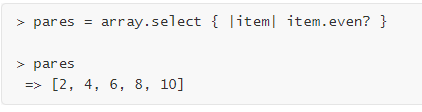 > pares = array.select { |item| item.even? }
> pares
=> [2, 4, 6, 8, 10]